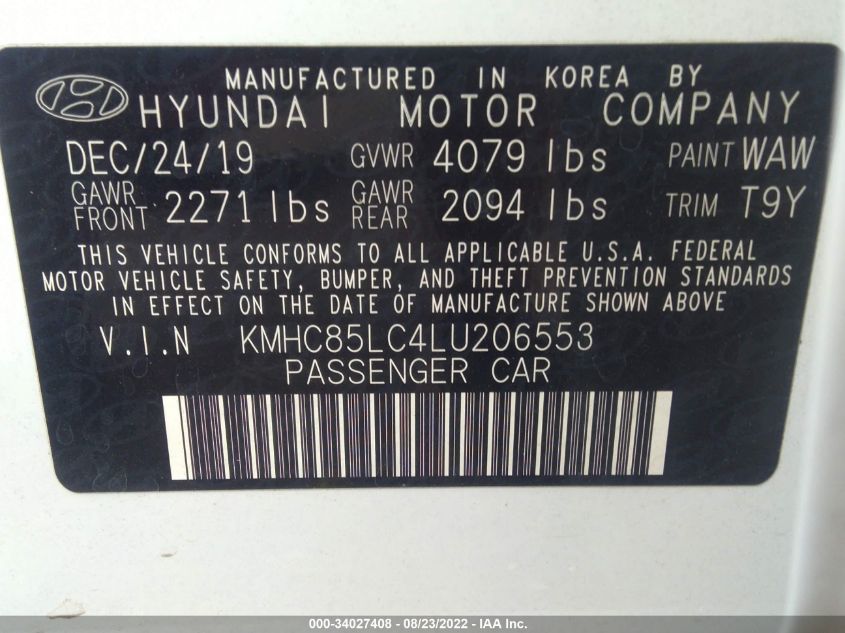 MANUFACTURED IN KOREA BY
HYUNDAI MOTOR COMPANY
DEC/24/19 GVWR 4079 lbs PAINT WAW
GAWR FRONT 2271 lbs GAWR REAR 2094 lbs TRIM T9Y
THIS VEHICLE CONFORMS TO ALL APPLICABLE U.S.A. FEDERAL
MOTOR VEHICLE SAFETY, BUMPER, AND THEFT PREVENTION STANDARDS
IN EFFECT ON THE DATE OF MANUFACTURE SHOWN ABOVE
V.I.N KMHC85LC4LU206553
PASSENGER CAR
000-34027408 - 08/23/2022 - IAA Inc.